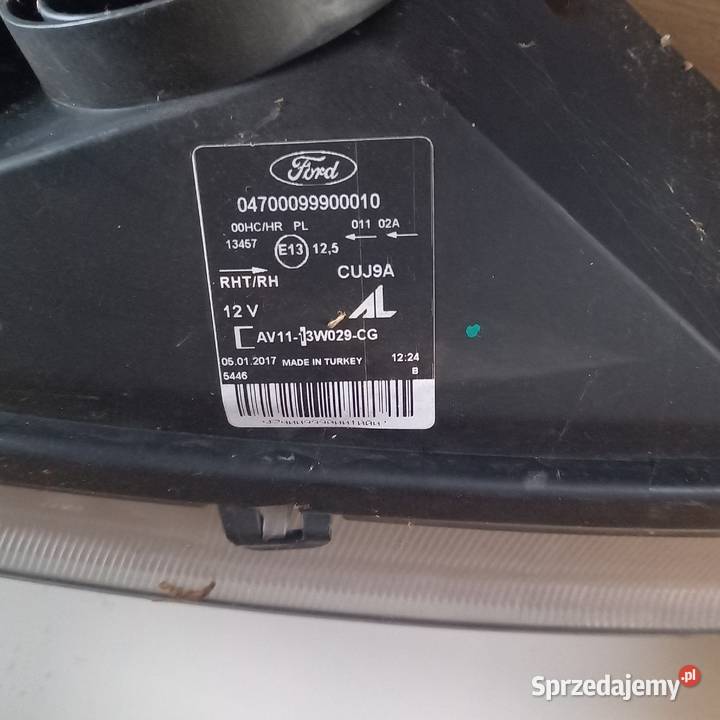 Ford
04700099900010
00HC/HR PL 011 02A
13457 E13 12,5
RHT/RH CUJ9A
12 V AL
AV11-13W029-CG
05.01.2017 MADE IN TURKEY 12:24
5446 B
Sprzedajemy.pl